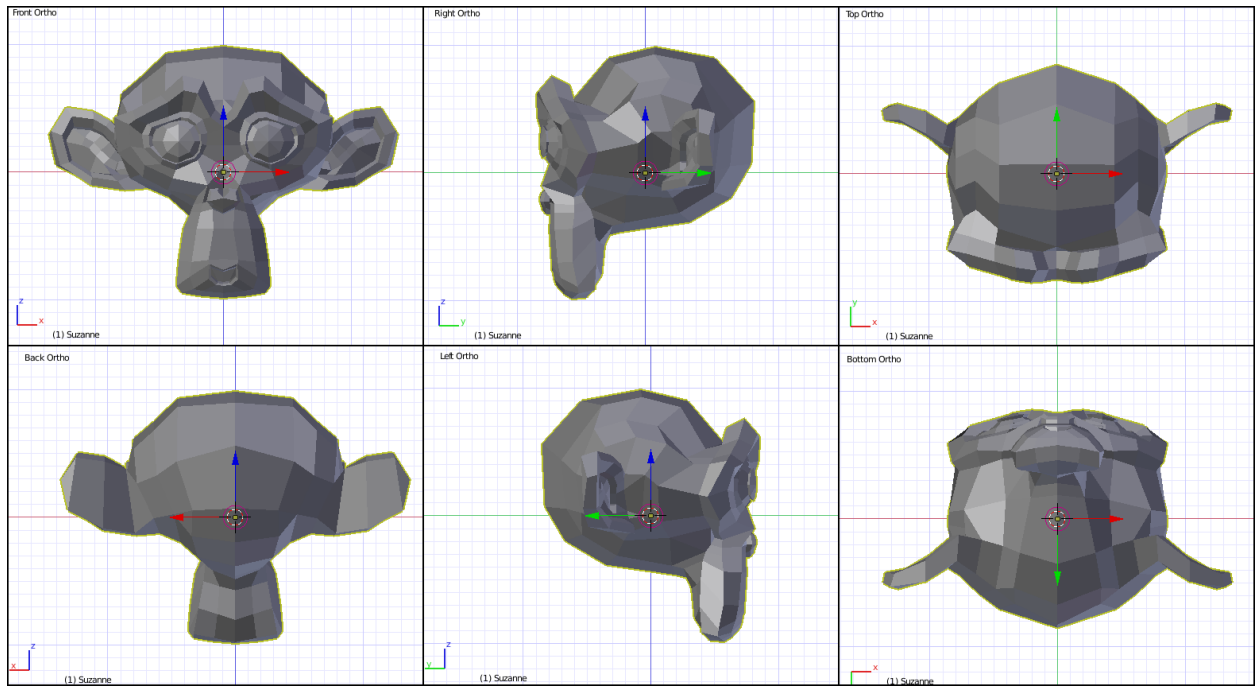 Front Ortho
z
x
(1) Suzanne
Right Ortho
z
y
(1) Suzanne
Top Ortho
y
x
(1) Suzanne
Back Ortho
z
x
(1) Suzanne
Left Ortho
z
y
(1) Suzanne
Bottom Ortho
x
(1) Suzanne